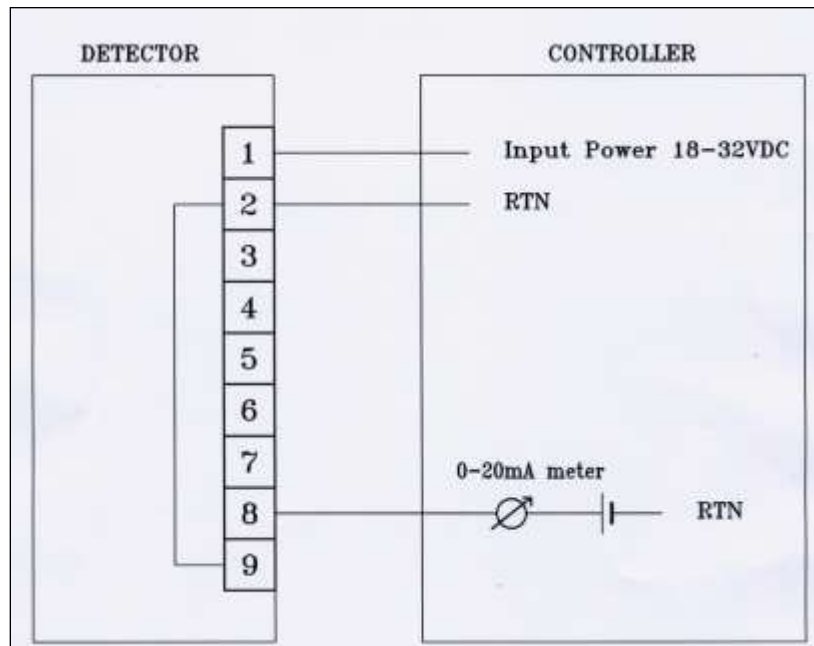 DETECTOR
CONTROLLER
1
Input Power 18-32VDC
2
RTN
3
4
5
6
7
0-20mA meter
8
RTN
9